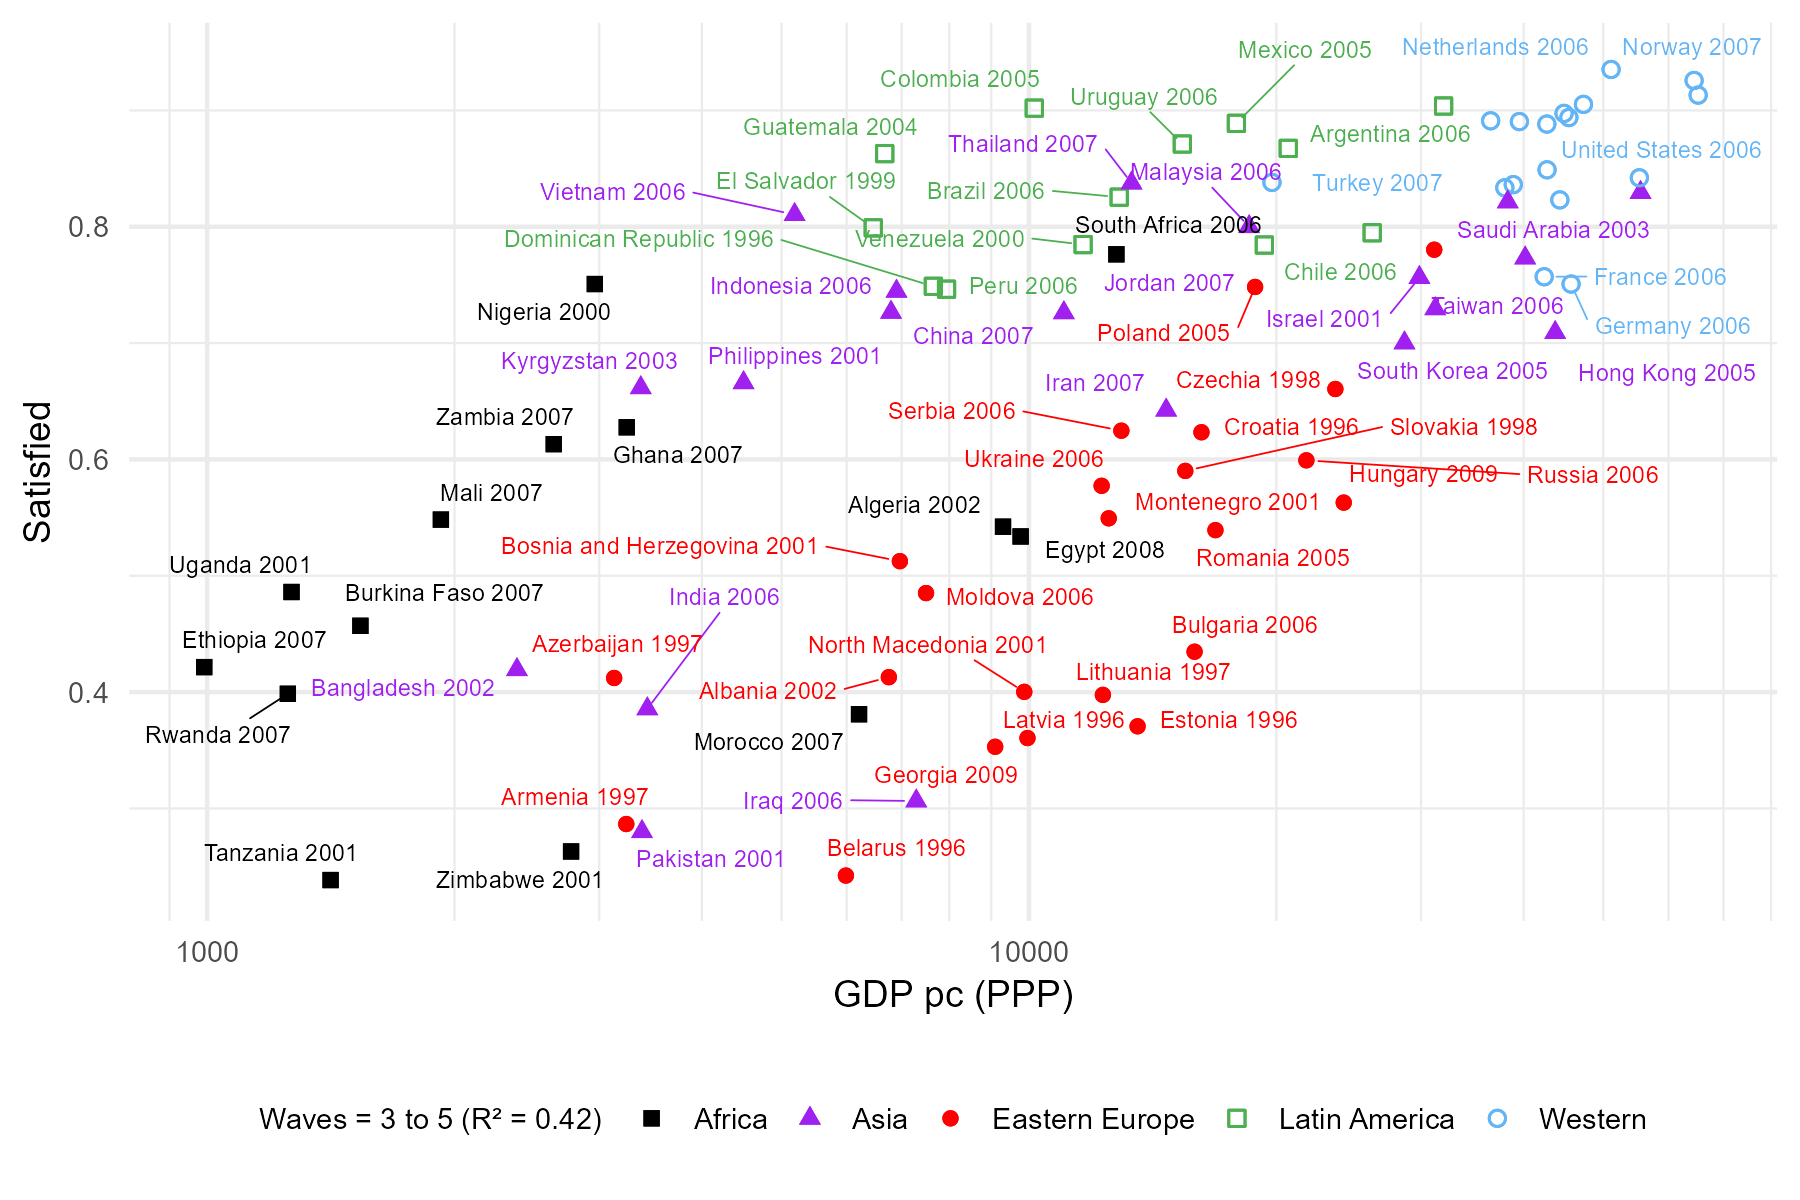 Mexico 2005
Netherlands 2006
Norway 2007
Colombia 2005
Uruguay 2006
Guatemala 2004
Argentina 2006
Thailand 2007
United States 2006
Malaysia 2006
El Salvador 1999
Turkey 2007
Vietnam 2006
Brazil 2006
South Africa 2006
0.8
Saudi Arabia 2003
Dominican Republic 1996
Venezuela 2000
Chile 2006
France 2006
Jordan 2007
Indonesia 2006
Peru 2006
Taiwan 2006
Nigeria 2000
Israel 2001
Germany 2006
Poland 2005
China 2007
Philippines 2001
Kyrgyzstan 2003
South Korea 2005
Hong Kong 2005
Czechia 1998
Iran 2007
Serbia 2006
Zambia 2007
Croatia 1996
Slovakia 1998
Ghana 2007
0.6
Ukraine 2006
Hungary 2009
Russia 2006
Satisfied
Mali 2007
Montenegro 2001
Algeria 2002
Bosnia and Herzegovina 2001
Egypt 2008
Romania 2005
Uganda 2001
Burkina Faso 2007
India 2006
Moldova 2006
Bulgaria 2006
Ethiopia 2007
Azerbaijan 1997
North Macedonia 2001
Lithuania 1997
Bangladesh 2002
Albania 2002
0.4
Latvia 1996
Estonia 1996
Rwanda 2007
Morocco 2007
Georgia 2009
Armenia 1997
Iraq 2006
Tanzania 2001
Pakistan 2001
Belarus 1996
Zimbabwe 2001
1000
10000
GDP pc (PPP)
Waves = 3 to 5 (R² = 0.42)
Africa
Asia
Eastern Europe
Latin America
Western